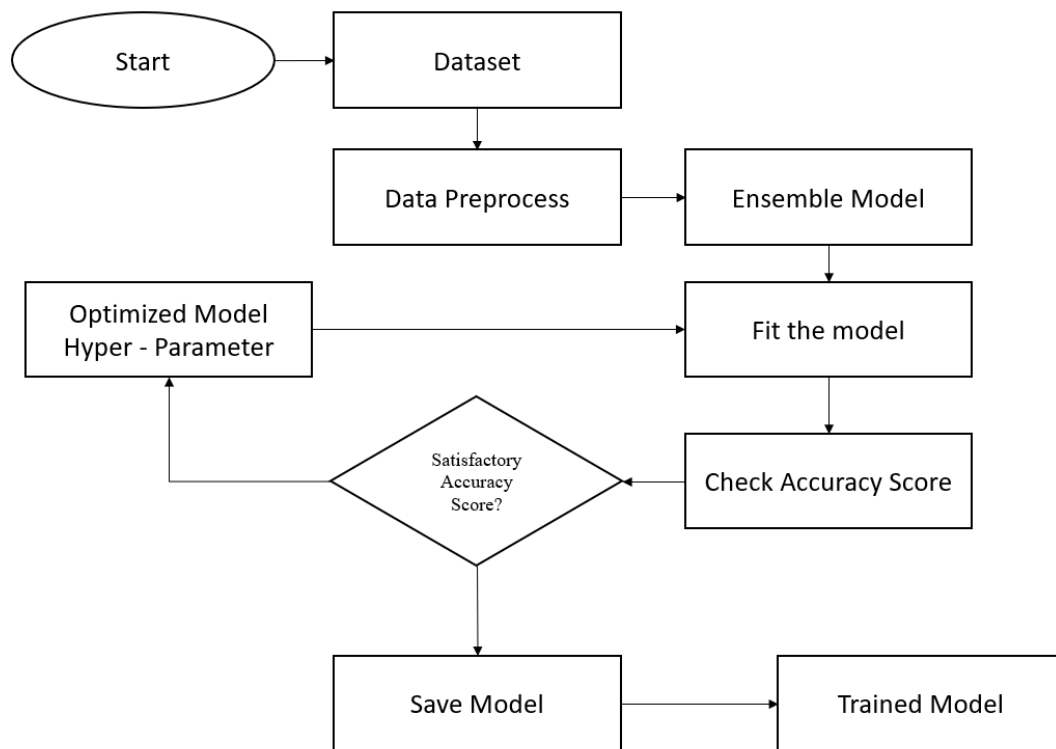 Start
Dataset
Data Preprocess
Ensemble Model
Optimized Model
Hyper - Parameter
Fit the model
Satisfactory
Accuracy
Score?
Check Accuracy Score
Save Model
Trained Model